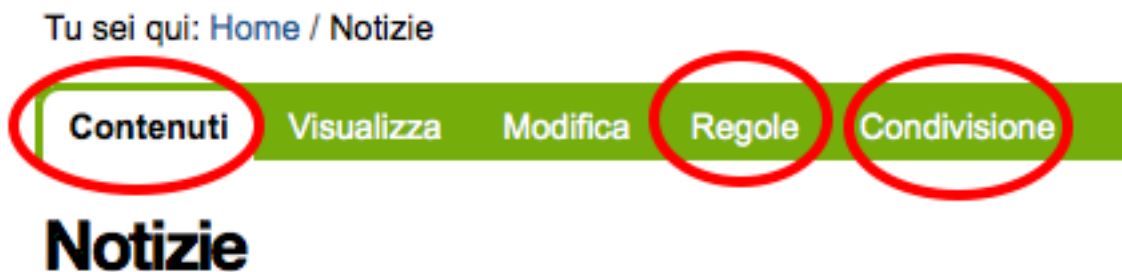 Tu sei qui: Home / Notizie
Contenuti Visualizza Modifica Regole Condivisione
Notizie